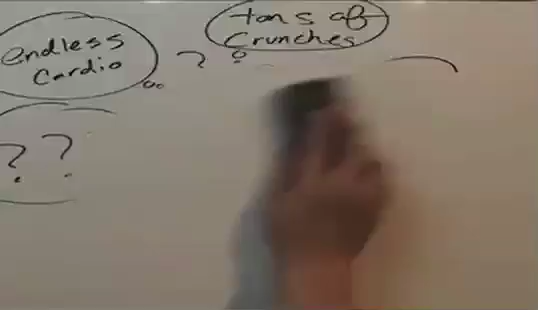 endless
Cardio
?
tons of
Crunches
? ?